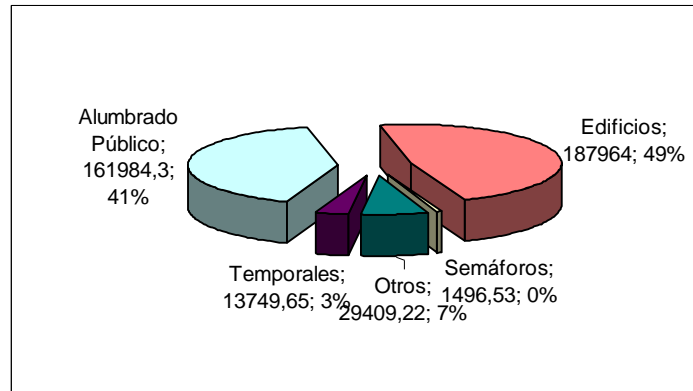 Alumbrado
Público;
161984,3;
41%
Edificios;
187964; 49%
Temporales;
13749,65; 3%
Otros;
29409,22; 7%
Semáforos;
1496,53; 0%